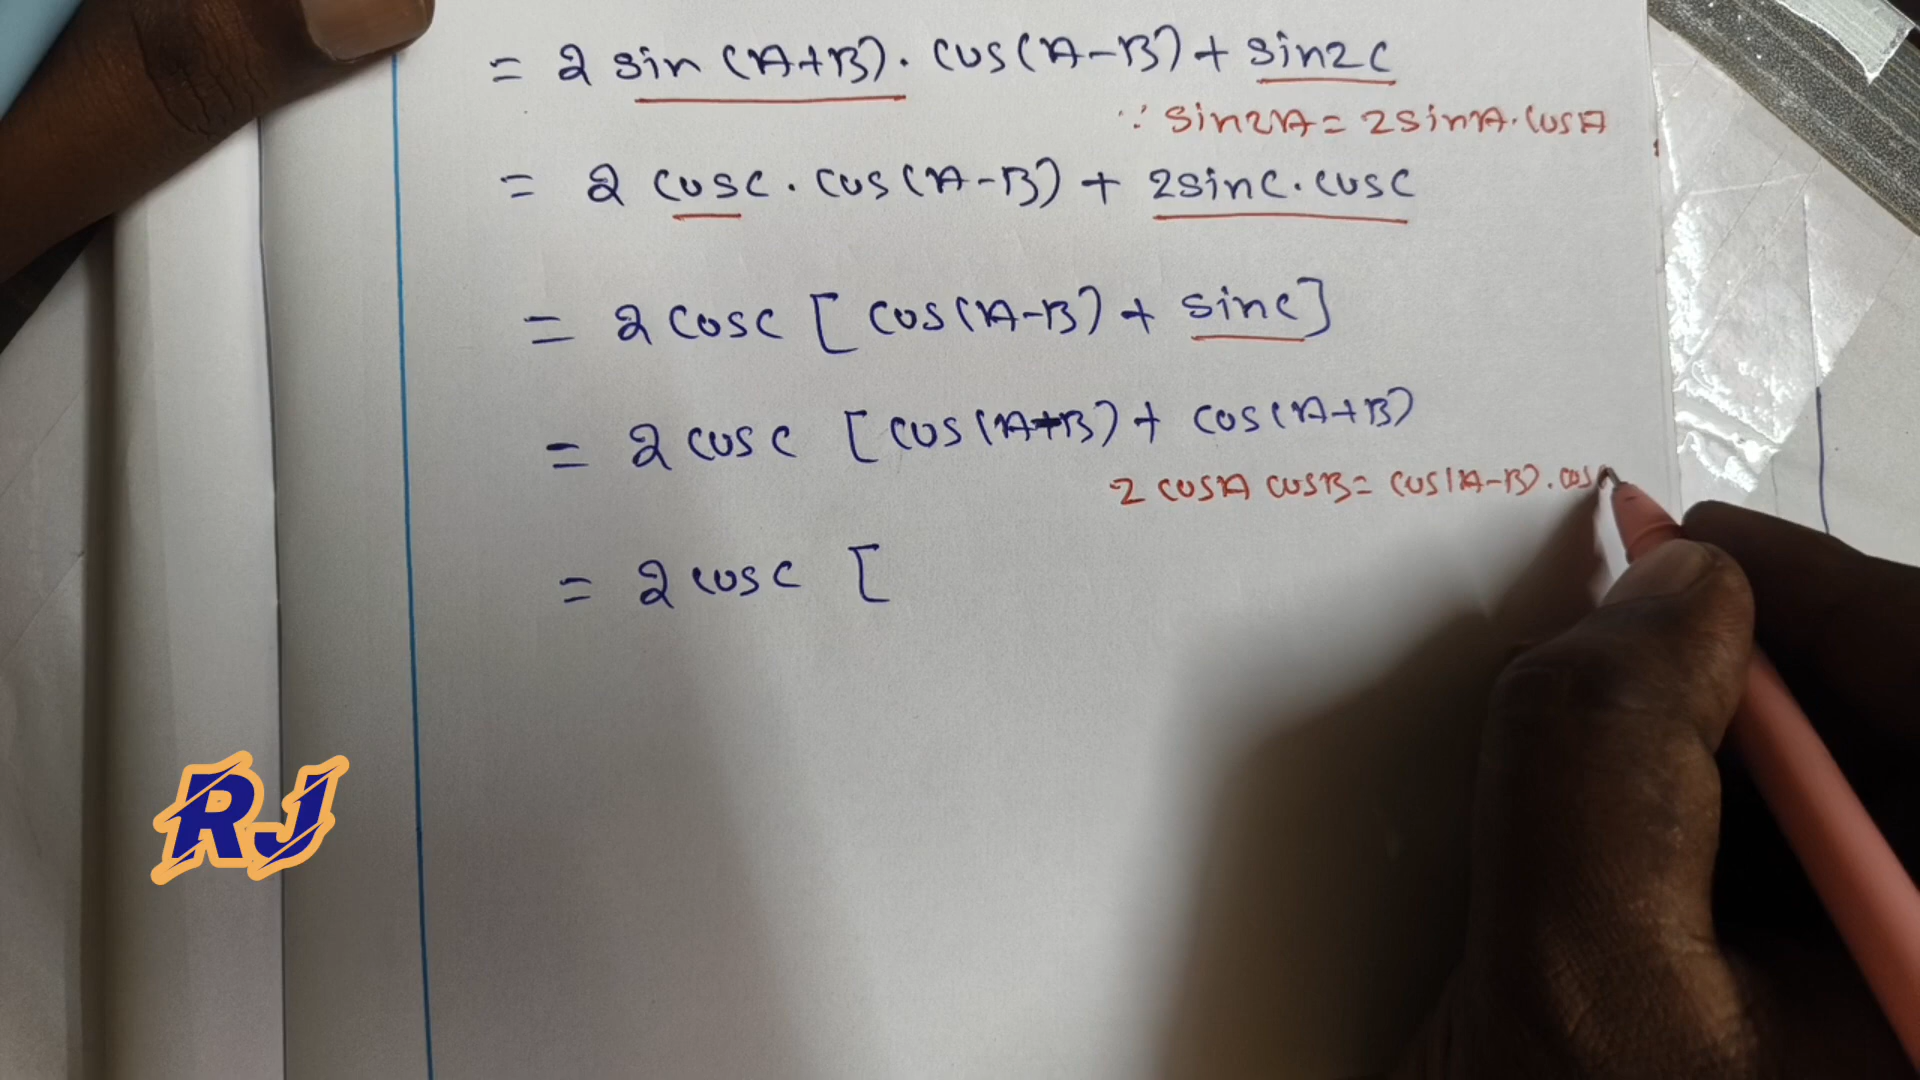 = 2 sin (A+B). cos(A-B) + sin2C
∵ sin2A = 2sinA.cosA
= 2 cosC . cos(A-B) + 2sinC.cosC
= 2 cosC [ cos(A-B) + sinC]
= 2 cosC [cos(A-B) + cos(A+B)
2 cosA cosB = cos(A-B).cos
= 2 cosC [
RJ